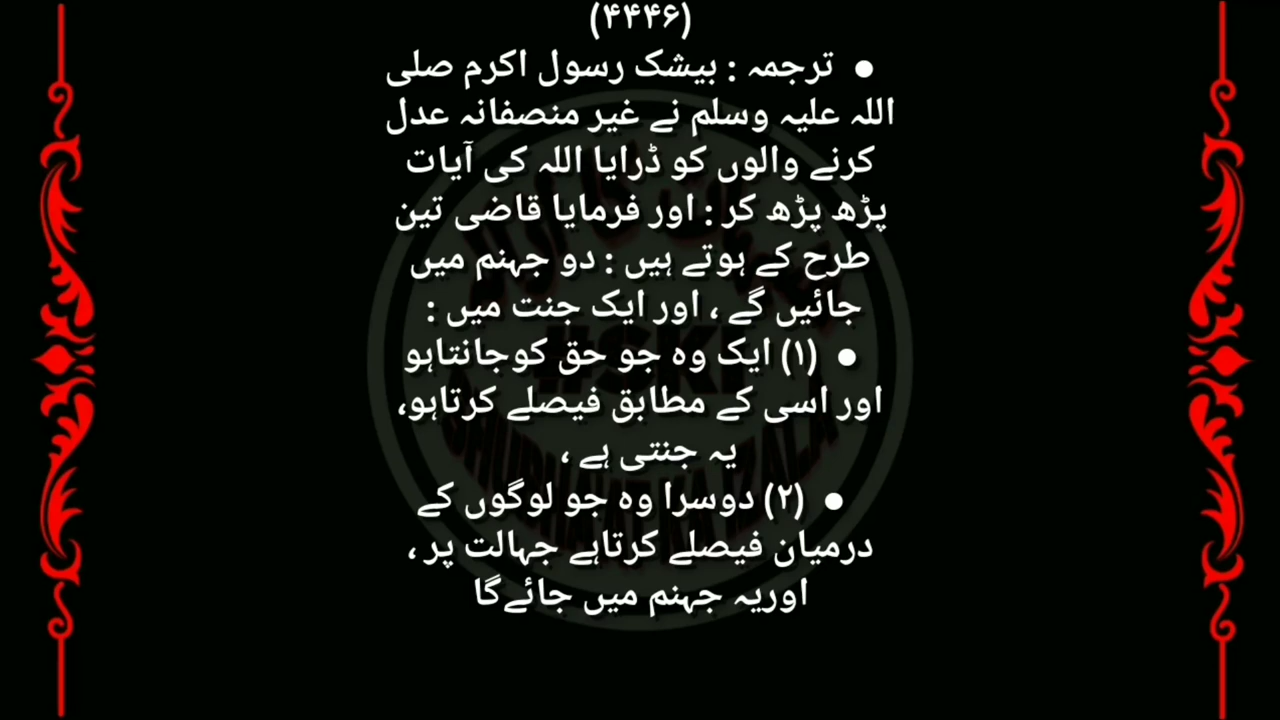 (۴۴۴۶)
● ترجمہ : بیشک رسول اکرم صلی
اللہ علیہ وسلم نے غیر منصفانہ عدل
کرنے والوں کو ڈرایا اللہ کی آیات
پڑھ پڑھ کر : اور فرمایا قاضی تین
طرح کے ہوتے ہیں : دو جہنم میں
جائیں گے ، اور ایک جنت میں :
● (۱) ایک وہ جو حق کوجانتاہو
اور اسی کے مطابق فیصلے کرتاہو،
یہ جنتی ہے ،
● (۲) دوسرا وہ جو لوگوں کے
درمیان فیصلے کرتاہے جہالت پر ،
اوریہ جہنم میں جائےگا